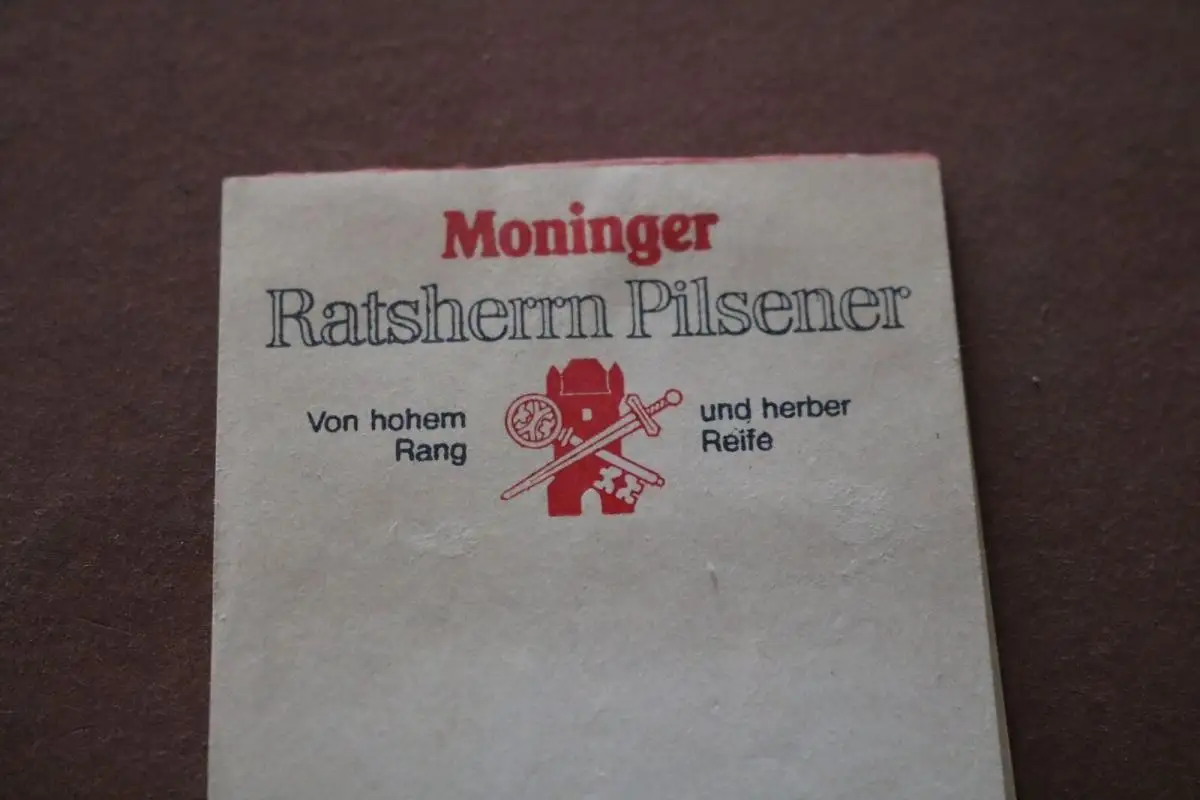 Moninger
Ratsherrn Pilsener
Von hohem
Rang
und herber
Reife